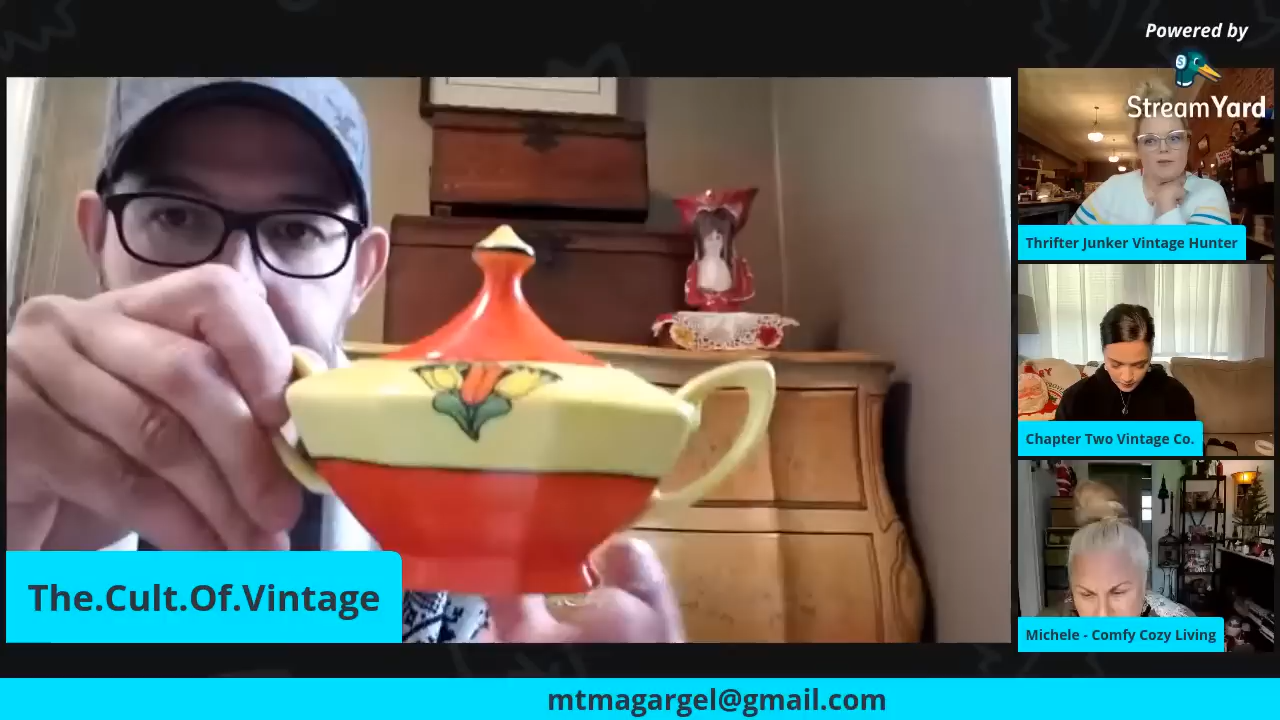 Powered by
StreamYard
Thrifter Junker Vintage Hunter
Chapter Two Vintage Co.
The.Cult.Of.Vintage
Michele - Comfy Cozy Living
mtmagargel@gmail.com